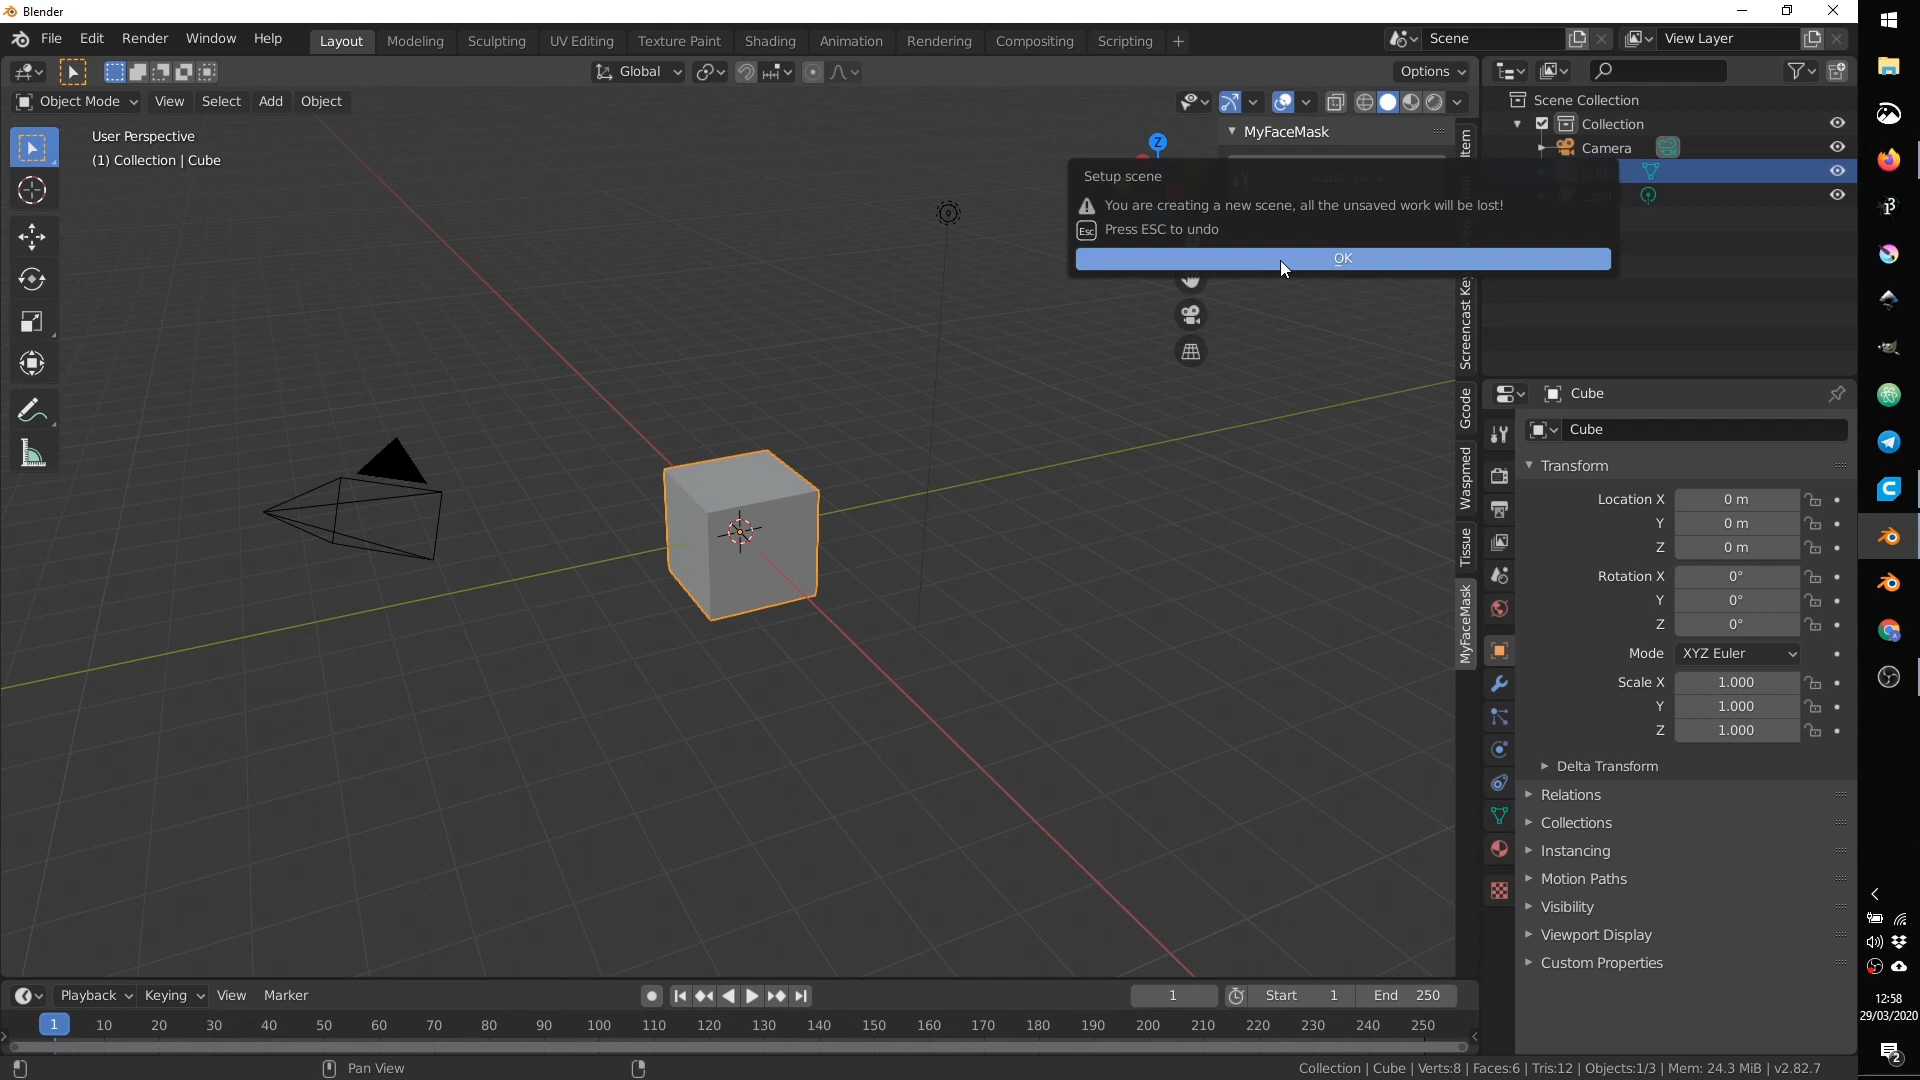 Blender
File Edit Render Window Help Layout Modeling Sculpting UV Editing Texture Paint Shading Animation Rendering Compositing Scripting + Scene View Layer
Global Options
Object Mode View Select Add Object
User Perspective
(1) Collection | Cube
Z
MyFaceMask
Setup scene
You are creating a new scene, all the unsaved work will be lost!
Esc Press ESC to undo
OK
Item
Screencast Key
Gcode
Waspmed
Tissue
MyFaceMask
Scene Collection
Collection
Camera
Cube
Cube
Transform
Location X 0 m
Y 0 m
Z 0 m
Rotation X 0°
Y 0°
Z 0°
Mode XYZ Euler
Scale X 1.000
Y 1.000
Z 1.000
Delta Transform
Relations
Collections
Instancing
Motion Paths
Visibility
Viewport Display
Custom Properties
Playback Keying View Marker 1 Start 1 End 250
1 10 20 30 40 50 60 70 80 90 100 110 120 130 140 150 160 170 180 190 200 210 220 230 240 250
Pan View
Collection | Cube | Verts:8 | Faces:6 | Tris:12 | Objects:1/3 | Mem: 24.3 MiB | v2.82.7
12:58
29/03/2020
2